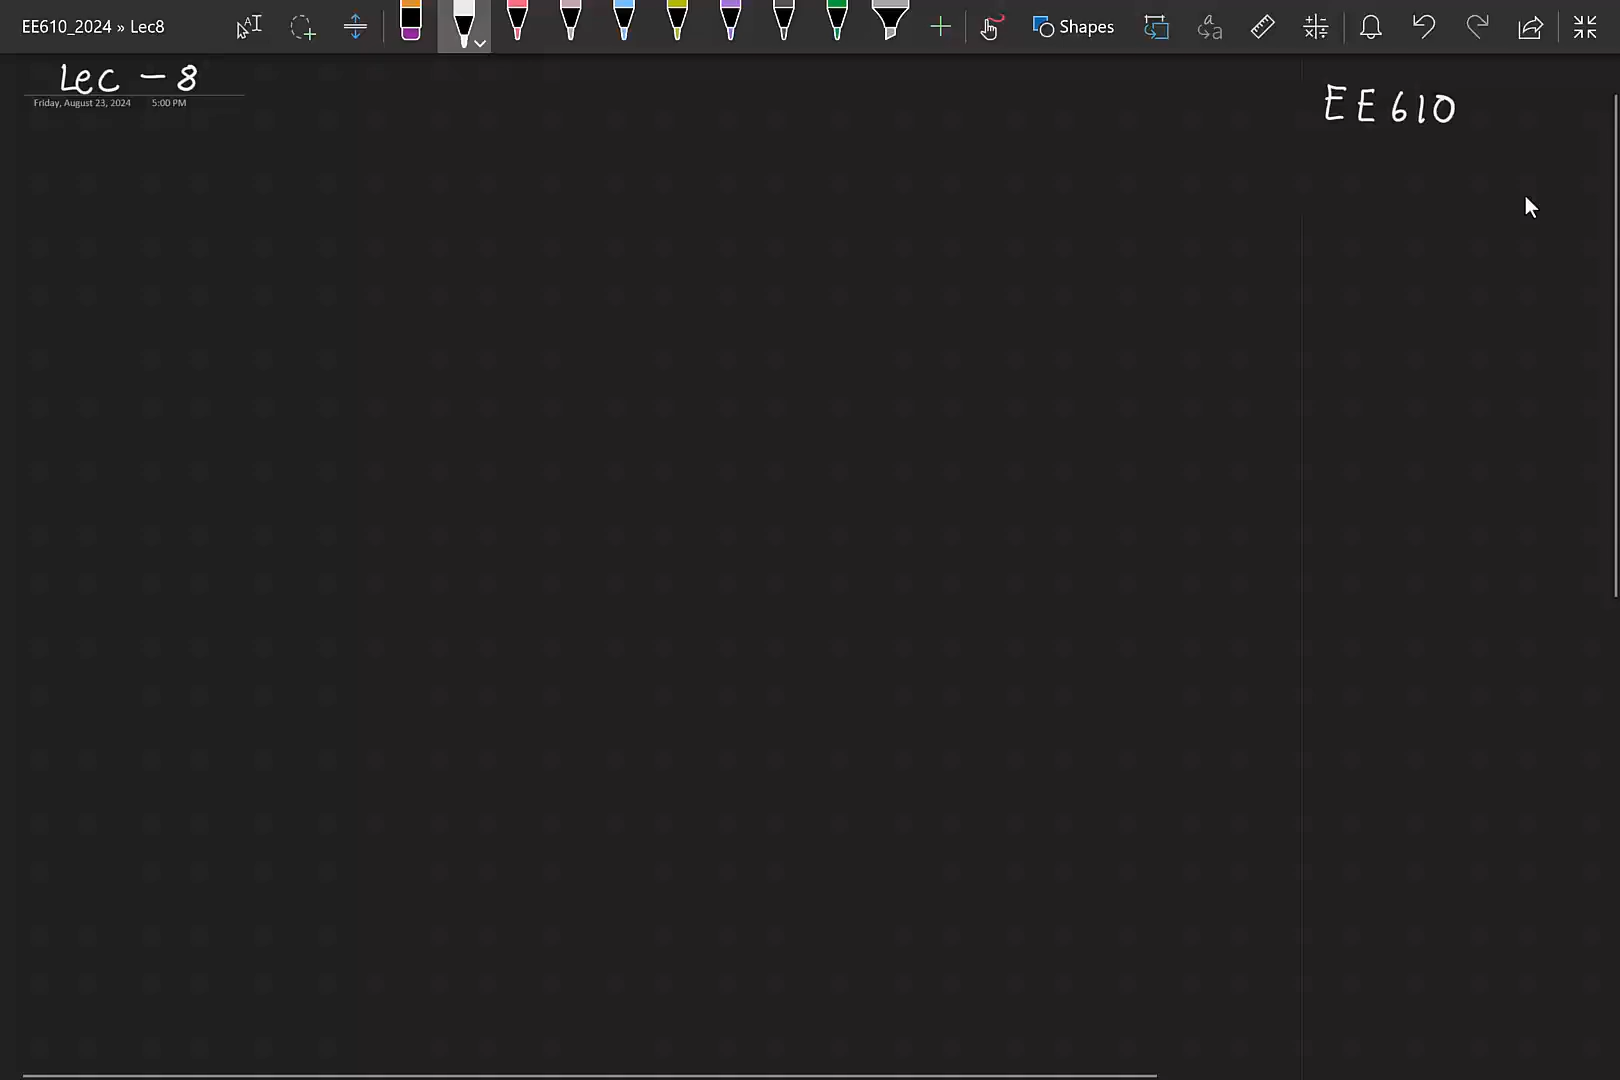 EE610_2024 » Lec8
Shapes
Lec - 8
Friday, August 23, 2024 5:00 PM
EE610